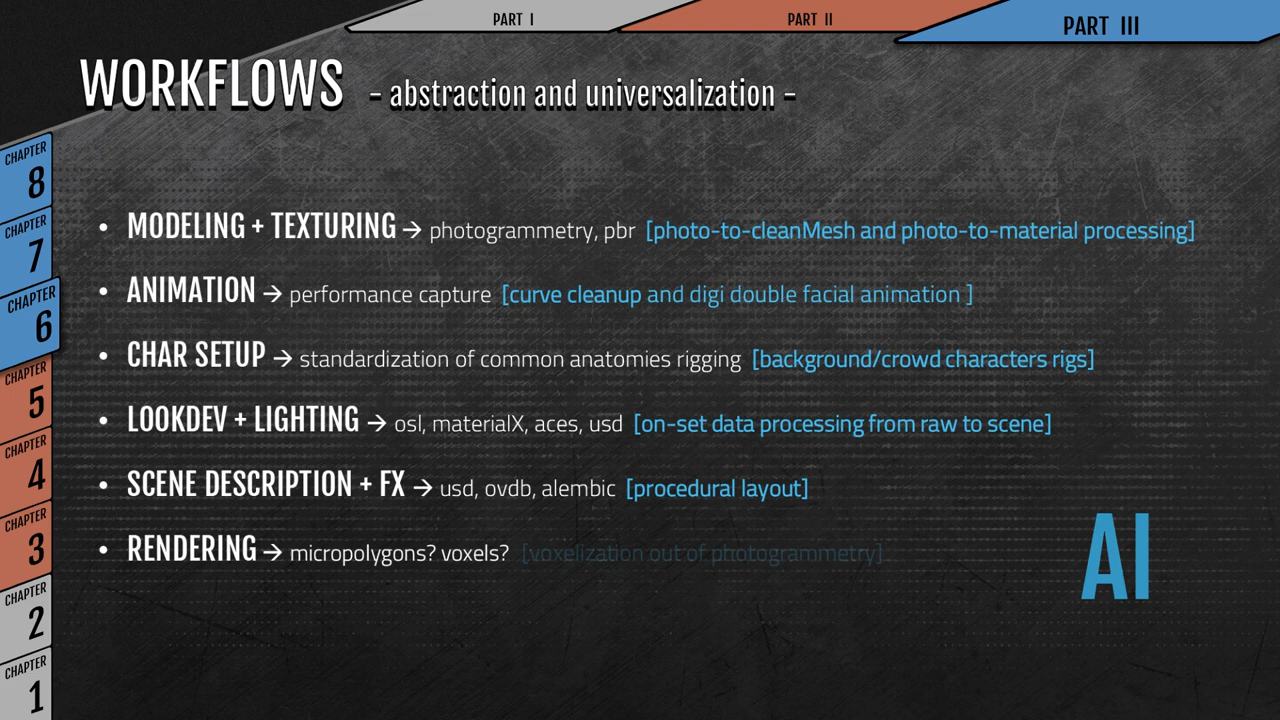 PART I
PART II
PART III
WORKFLOWS - abstraction and universalization -
CHAPTER
8
CHAPTER
7
CHAPTER
6
CHAPTER
5
CHAPTER
4
CHAPTER
3
CHAPTER
2
CHAPTER
1
• MODELING + TEXTURING → photogrammetry, pbr [photo-to-cleanMesh and photo-to-material processing]
• ANIMATION → performance capture [curve cleanup and digi double facial animation ]
• CHAR SETUP → standardization of common anatomies rigging [background/crowd characters rigs]
• LOOKDEV + LIGHTING → osl, materialX, aces, usd [on-set data processing from raw to scene]
• SCENE DESCRIPTION + FX → usd, ovdb, alembic [procedural layout]
• RENDERING → micropolygons? voxels? [voxelization out of photogrammetry]
AI